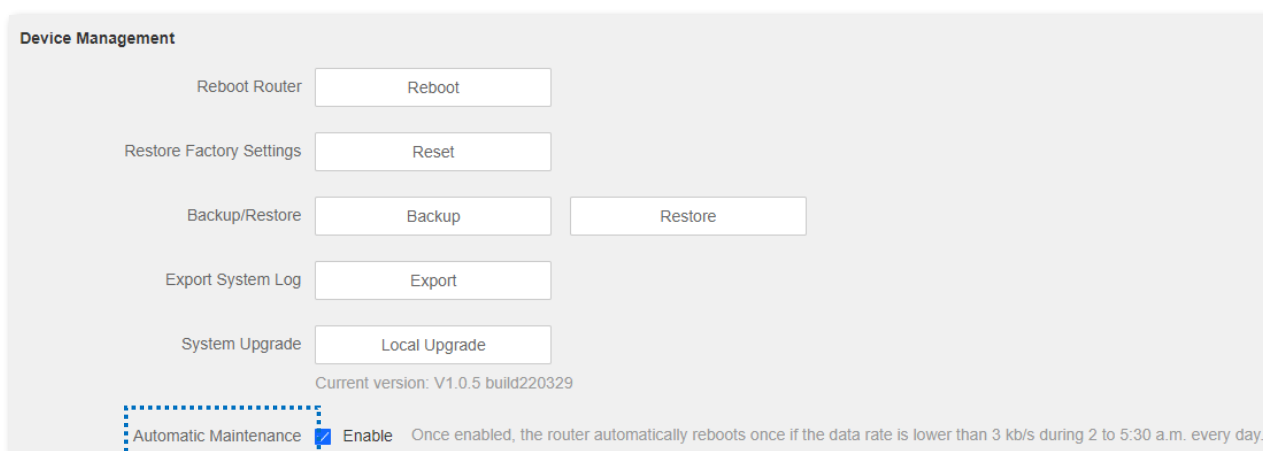 Device Management
Reboot Router Reboot
Restore Factory Settings Reset
Backup/Restore Backup Restore
Export System Log Export
System Upgrade Local Upgrade
Current version: V1.0.5 build220329
Automatic Maintenance Enable Once enabled, the router automatically reboots once if the data rate is lower than 3 kb/s during 2 to 5:30 a.m. every day.